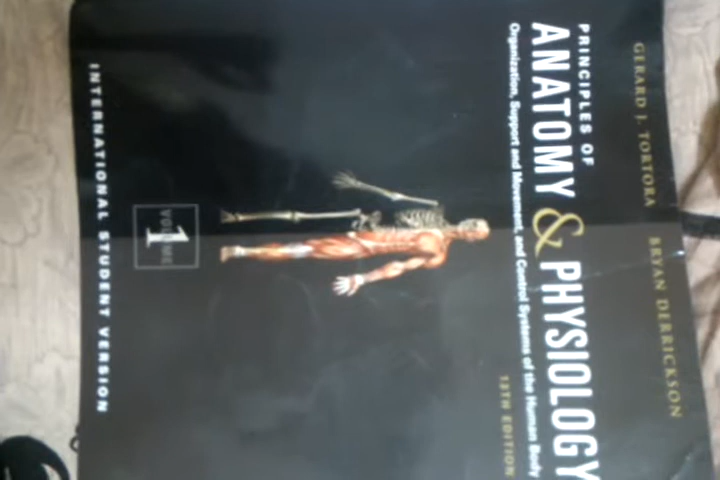 GERARD J. TORTORA BRYAN DERRICKSON
PRINCIPLES OF
ANATOMY & PHYSIOLOGY
Organization, Support and Movement, and Control Systems of the Human Body
13TH EDITION
VOLUME
1
INTERNATIONAL STUDENT VERSION